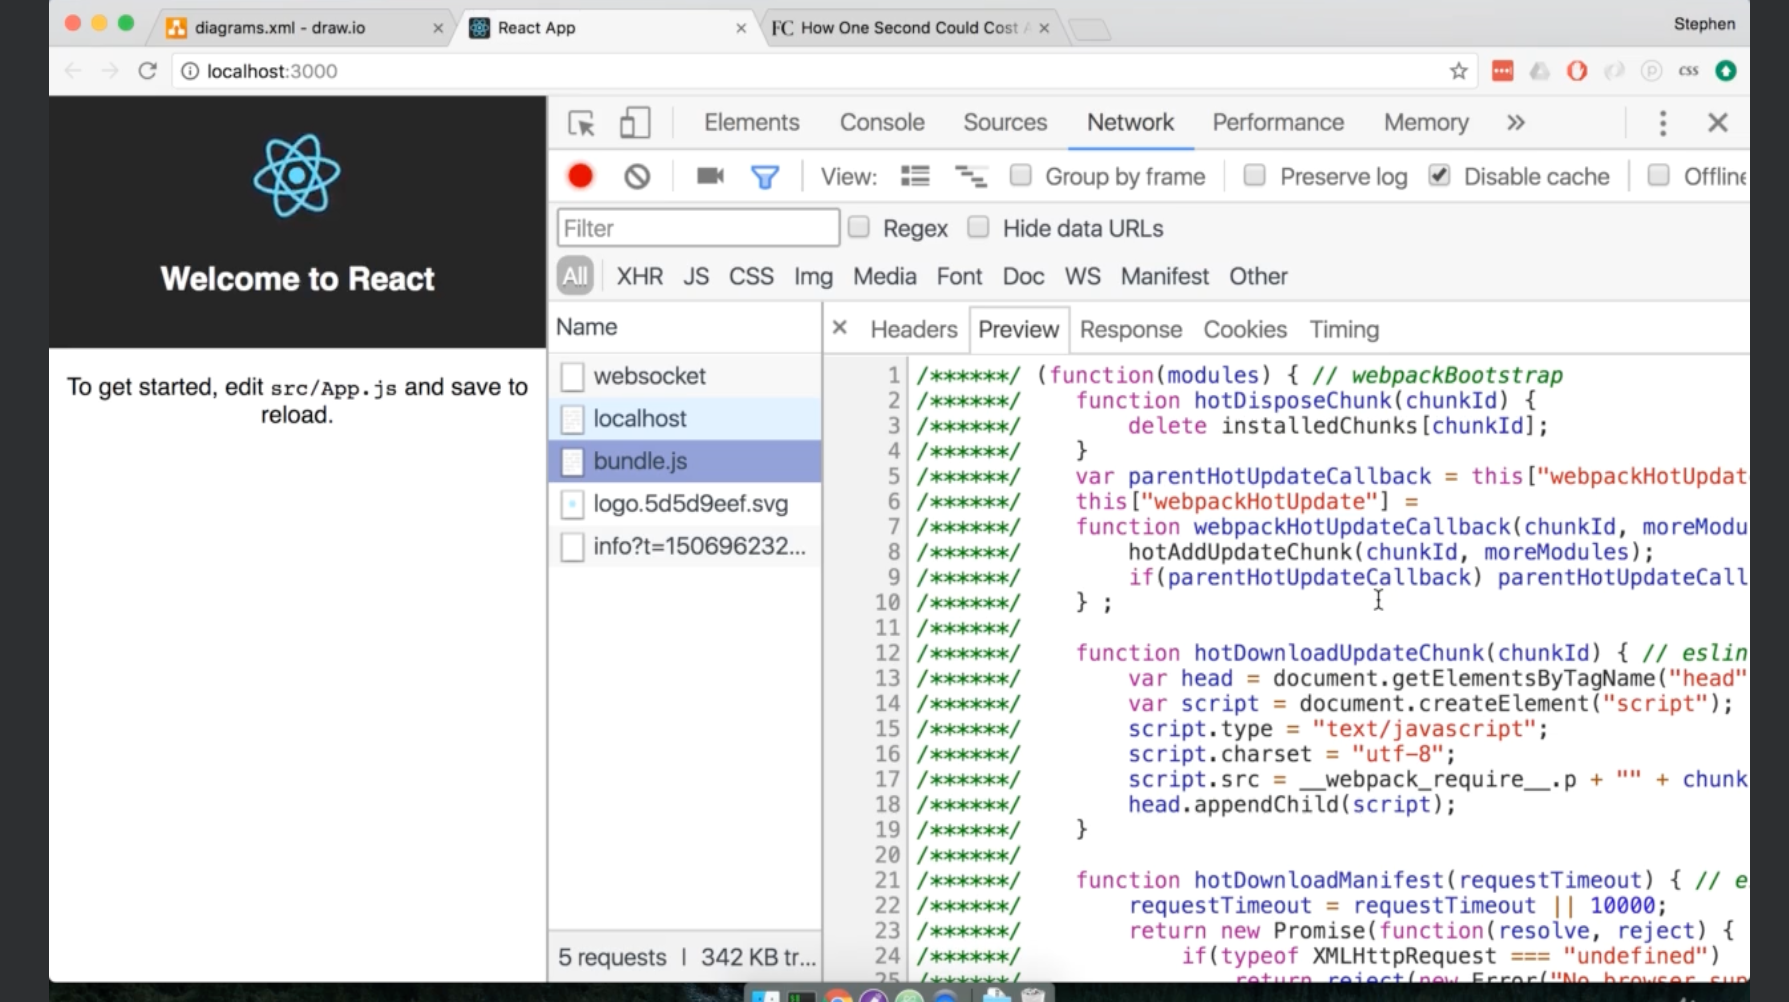 diagrams.xml - draw.io
React App
FC How One Second Could Cost A
Stephen
localhost:3000
css
Welcome to React
To get started, edit src/App.js and save to
reload.
Elements Console Sources Network Performance Memory
View: Group by frame Preserve log Disable cache Offline
Filter Regex Hide data URLs
All XHR JS CSS Img Media Font Doc WS Manifest Other
Name
websocket
localhost
bundle.js
logo.5d5d9eef.svg
info?t=150696232...
5 requests | 342 KB tr...
Headers Preview Response Cookies Timing
1 /******/ (function(modules) { // webpackBootstrap
2 /******/ function hotDisposeChunk(chunkId) {
3 /******/ delete installedChunks[chunkId];
4 /******/ }
5 /******/ var parentHotUpdateCallback = this["webpackHotUpdat
6 /******/ this["webpackHotUpdate"] =
7 /******/ function webpackHotUpdateCallback(chunkId, moreModu
8 /******/ hotAddUpdateChunk(chunkId, moreModules);
9 /******/ if(parentHotUpdateCallback) parentHotUpdateCall
10 /******/ } ;
11 /******/
12 /******/ function hotDownloadUpdateChunk(chunkId) { // eslin
13 /******/ var head = document.getElementsByTagName("head"
14 /******/ var script = document.createElement("script");
15 /******/ script.type = "text/javascript";
16 /******/ script.charset = "utf-8";
17 /******/ script.src = __webpack_require__.p + "" + chunk
18 /******/ head.appendChild(script);
19 /******/ }
20 /******/
21 /******/ function hotDownloadManifest(requestTimeout) { // e
22 /******/ requestTimeout = requestTimeout || 10000;
23 /******/ return new Promise(function(resolve, reject) {
24 /******/ if(typeof XMLHttpRequest === "undefined")
25 /******/ return reject(new Error("No browser sup